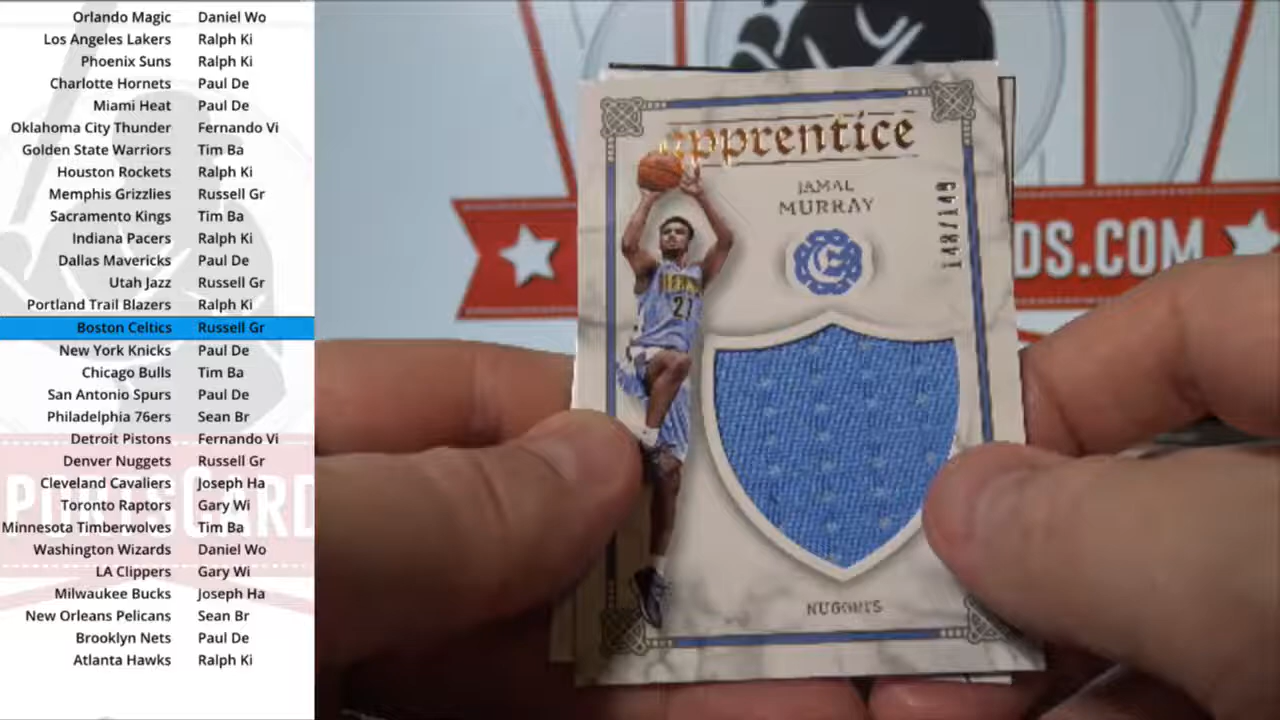 Orlando Magic Daniel Wo
Los Angeles Lakers Ralph Ki
Phoenix Suns Ralph Ki
Charlotte Hornets Paul De
Miami Heat Paul De
Oklahoma City Thunder Fernando Vi
Golden State Warriors Tim Ba
Houston Rockets Ralph Ki
Memphis Grizzlies Russell Gr
Sacramento Kings Tim Ba
Indiana Pacers Ralph Ki
Dallas Mavericks Paul De
Utah Jazz Russell Gr
Portland Trail Blazers Ralph Ki
Boston Celtics Russell Gr
New York Knicks Paul De
Chicago Bulls Tim Ba
San Antonio Spurs Paul De
Philadelphia 76ers Sean Br
Detroit Pistons Fernando Vi
Denver Nuggets Russell Gr
Cleveland Cavaliers Joseph Ha
Toronto Raptors Gary Wi
Minnesota Timberwolves Tim Ba
Washington Wizards Daniel Wo
LA Clippers Gary Wi
Milwaukee Bucks Joseph Ha
New Orleans Pelicans Sean Br
Brooklyn Nets Paul De
Atlanta Hawks Ralph Ki
apprentice
JAMAL
MURRAY
148/149
E
21
NUGGETS
DS.COM
PORTSCARD